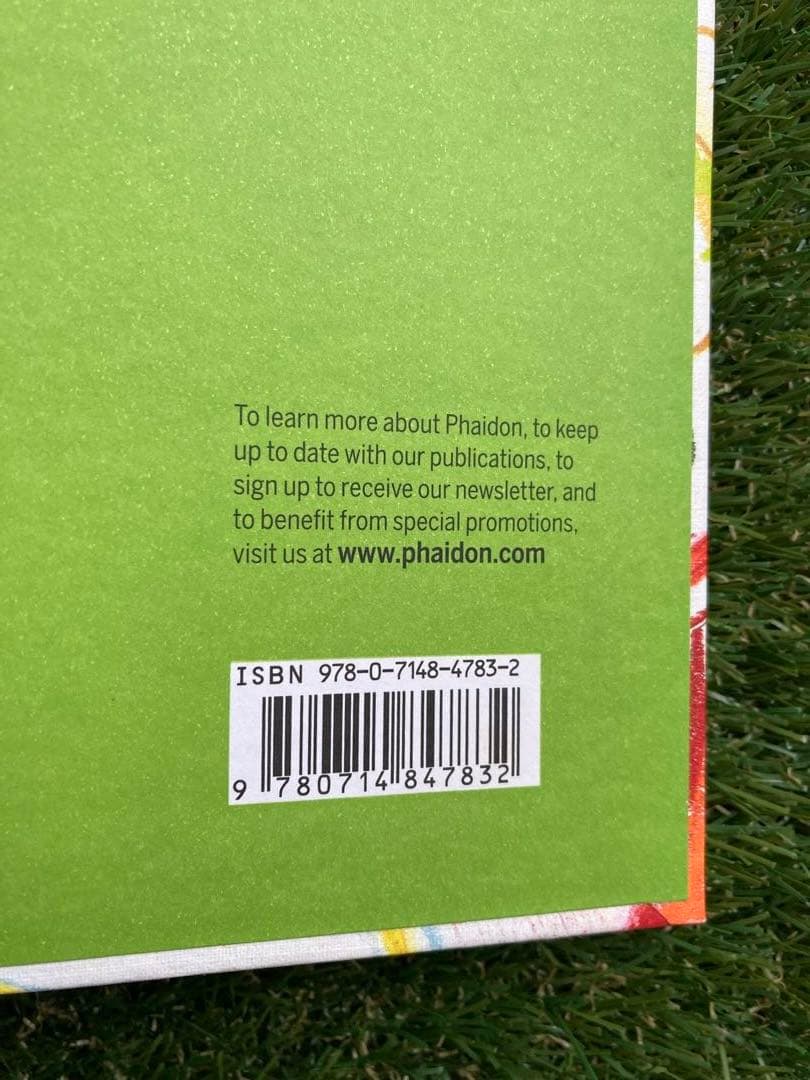 To learn more about Phaidon, to keep
up to date with our publications, to
sign up to receive our newsletter, and
to benefit from special promotions,
visit us at www.phaidon.com
ISBN 978-0-7148-4783-2
9 780714 847832